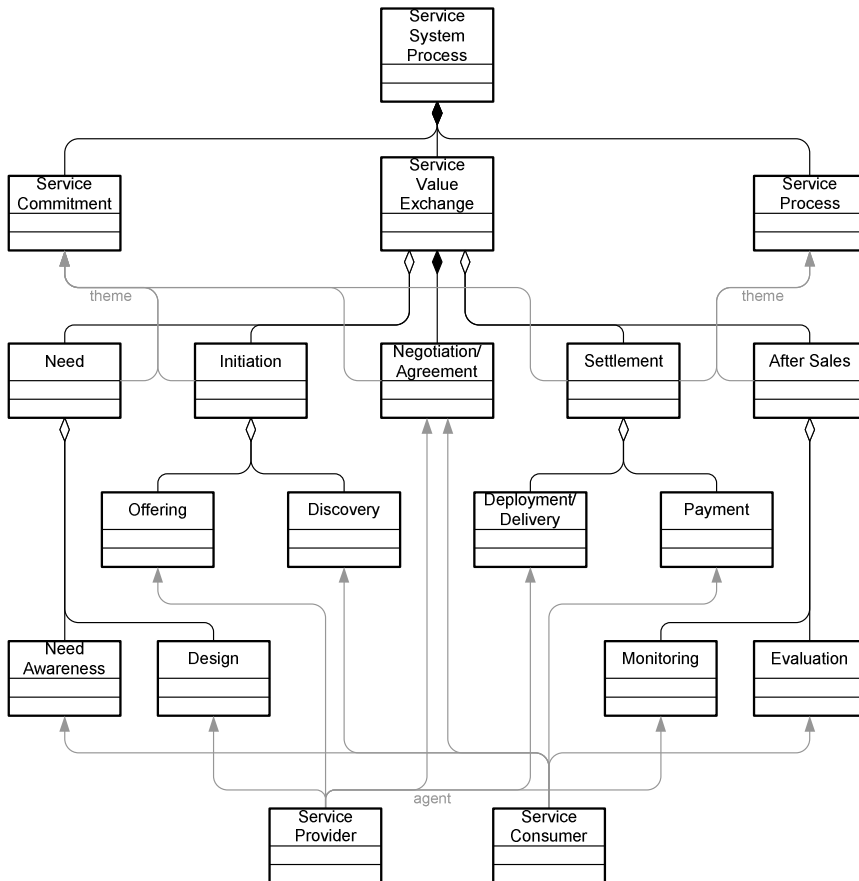 Service
System
Process
Service
Commitment
Service
Value
Exchange
Service
Process
theme
theme
Need
Initiation
Negotiation/
Agreement
Settlement
After Sales
Offering
Discovery
Deployment/
Delivery
Payment
Need
Awareness
Design
Monitoring
Evaluation
agent
Service
Provider
Service
Consumer